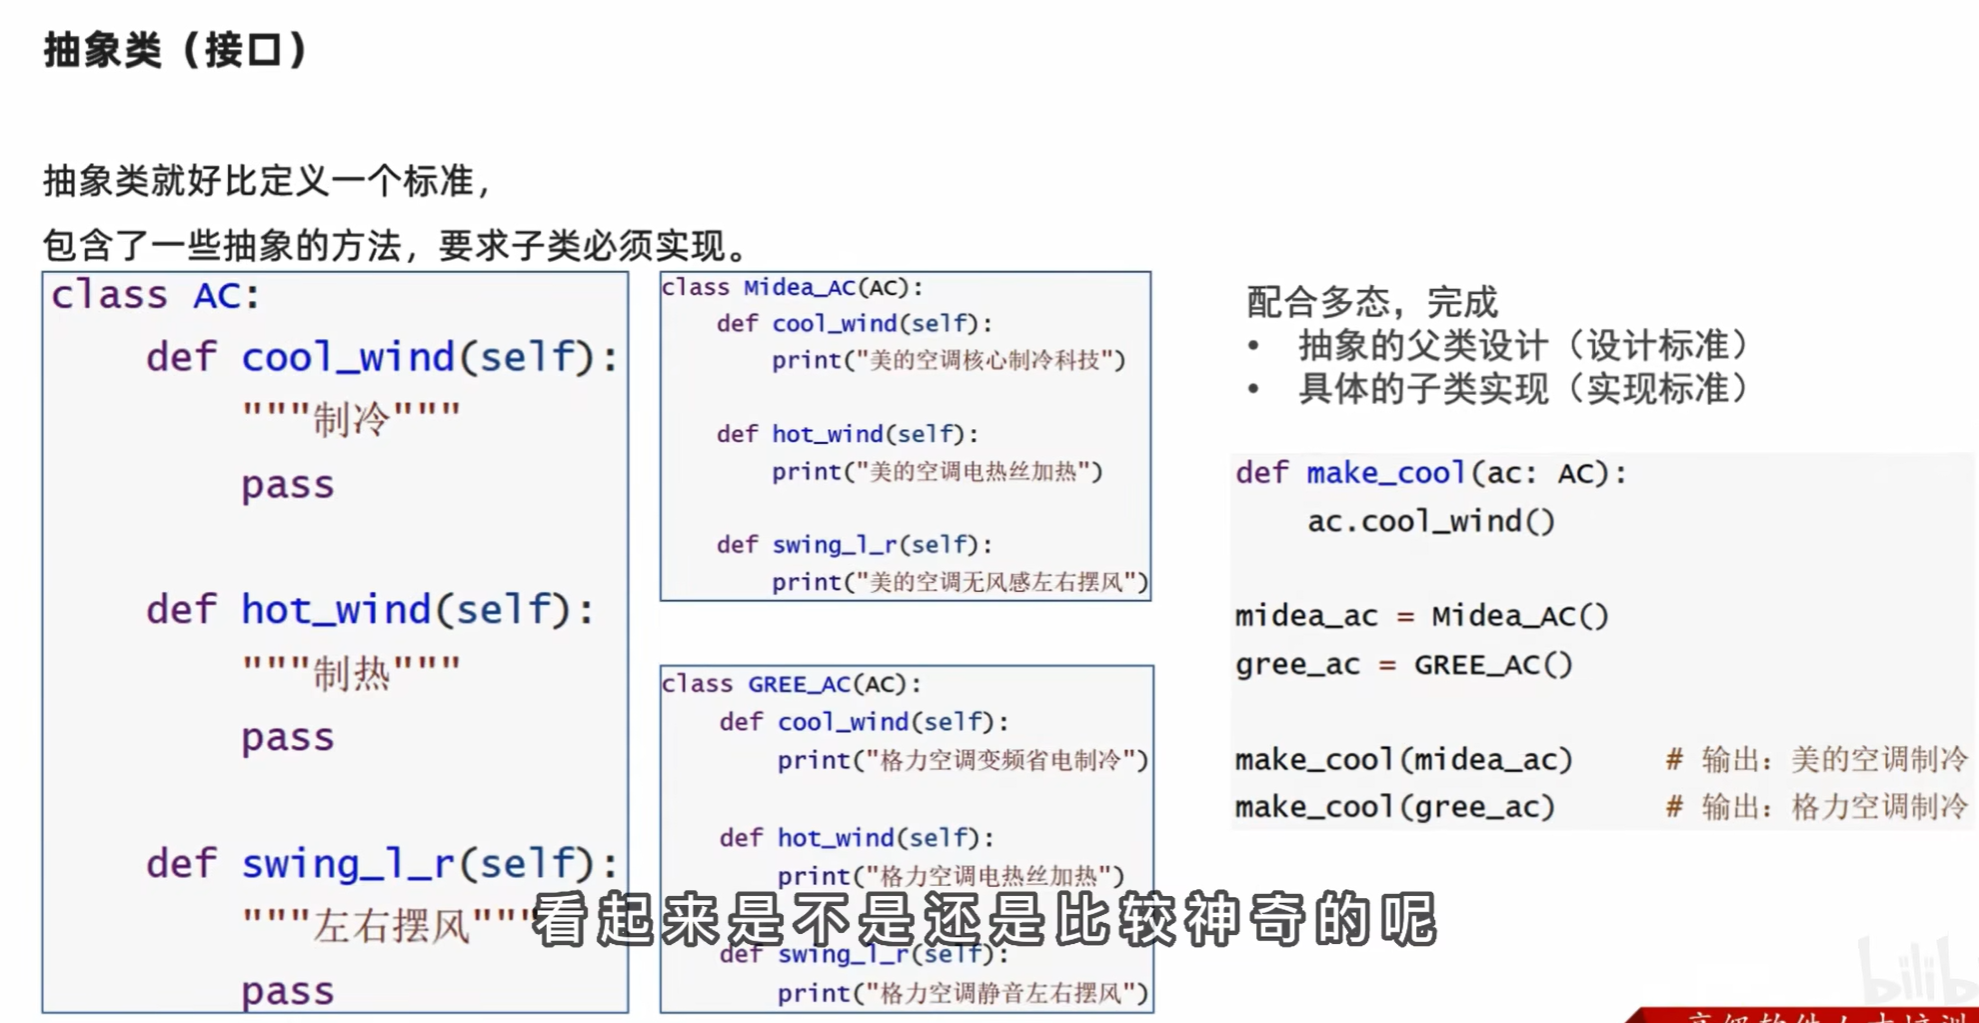 抽象类（接口）
抽象类就好比定义一个标准，
包含了一些抽象的方法，要求子类必须实现。
class AC:
    def cool_wind(self):
        """制冷"""
        pass
    def hot_wind(self):
        """制热"""
        pass
    def swing_l_r(self):
        """左右摆风"""
        pass
class Midea_AC(AC):
    def cool_wind(self):
        print("美的空调核心制冷科技")
    def hot_wind(self):
        print("美的空调电热丝加热")
    def swing_l_r(self):
        print("美的空调无风感左右摆风")
class GREE_AC(AC):
    def cool_wind(self):
        print("格力空调变频省电制冷")
    def hot_wind(self):
        print("格力空调电热丝加热")
    def swing_l_r(self):
        print("格力空调静音左右摆风")
配合多态，完成
• 抽象的父类设计（设计标准）
• 具体的子类实现（实现标准）
def make_cool(ac: AC):
    ac.cool_wind()
midea_ac = Midea_AC()
gree_ac = GREE_AC()
make_cool(midea_ac) # 输出：美的空调制冷
make_cool(gree_ac) # 输出：格力空调制冷
看起来是不是还是比较神奇的呢